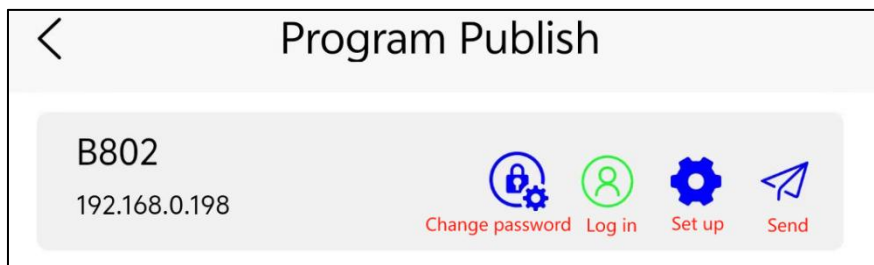 Program Publish
B802
192.168.0.198
Change password Log in Set up Send